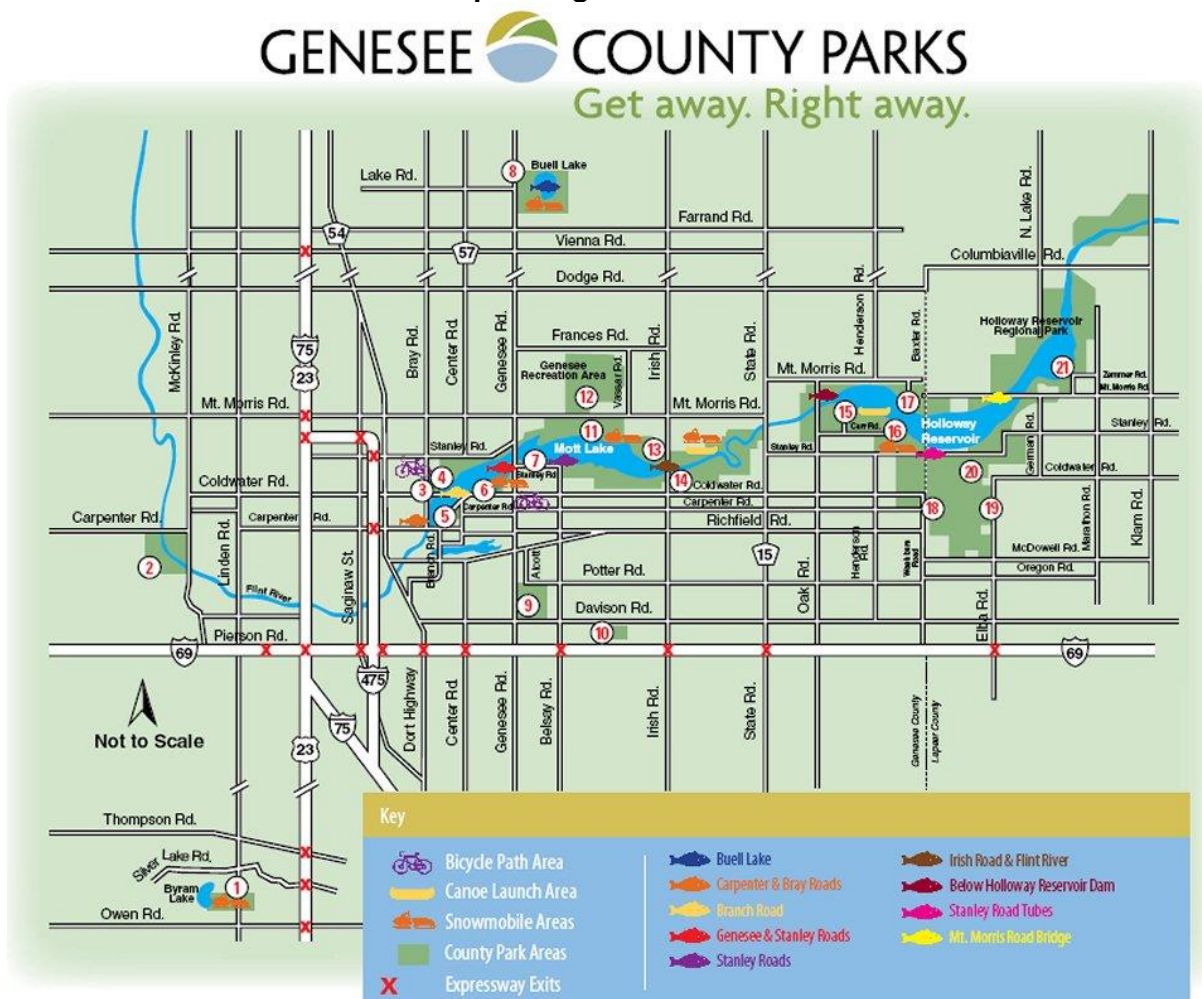 GENESEE COUNTY PARKS
Get away. Right away.
8
Buell Lake
Lake Rd.
Farrand Rd.
N. Lake Rd.
54
Vienna Rd.
57
Columbiaville Rd.
Dodge Rd.
McKinley Rd.
75
23
Bray Rd.
Center Rd.
Genesee Rd.
Frances Rd.
Irish Rd.
State Rd.
Henderson Rd.
Baxter Rd.
Holloway Reservoir
Regional Park
Genesee
Recreation Area
Vassar Rd.
Mt. Morris Rd.
21
Zemmer Rd.
Mt. Morris Rd.
12
Mt. Morris Rd.
Mt. Morris Rd.
15
17
Carr Rd.
16
Holloway
Reservoir
Stanley Rd.
11
Stanley Rd.
13
Stanley Rd.
Mott Lake
7
Stanley Rd.
German Rd.
4
3
6
14
20
Coldwater Rd.
Coldwater Rd.
Coldwater Rd.
Carpenter Rd.
Carpenter Rd.
Carpenter Rd.
Carpenter Rd.
5
Richfield Rd.
18
19
Marathon Rd.
Klam Rd.
2
Linden Rd.
Saginaw St.
Branch Rd.
15
Henderson Rd.
McDowell Rd.
Oregon Rd.
Potter Rd.
Oak Rd.
Flint River
9
Davison Rd.
10
Elba Rd.
Pierson Rd.
69
69
475
75
23
Not to Scale
Dort Highway
Center Rd.
Genesee Rd.
Belsay Rd.
Irish Rd.
State Rd.
Genesee County
Lapeer County
Thompson Rd.
Silver Lake Rd.
Byram
Lake
1
Owen Rd.
Key
Bicycle Path Area
Canoe Launch Area
Snowmobile Areas
County Park Areas
X Expressway Exits
Buell Lake
Carpenter & Bray Roads
Branch Road
Genesee & Stanley Roads
Stanley Roads
Irish Road & Flint River
Below Holloway Reservoir Dam
Stanley Road Tubes
Mt. Morris Road Bridge